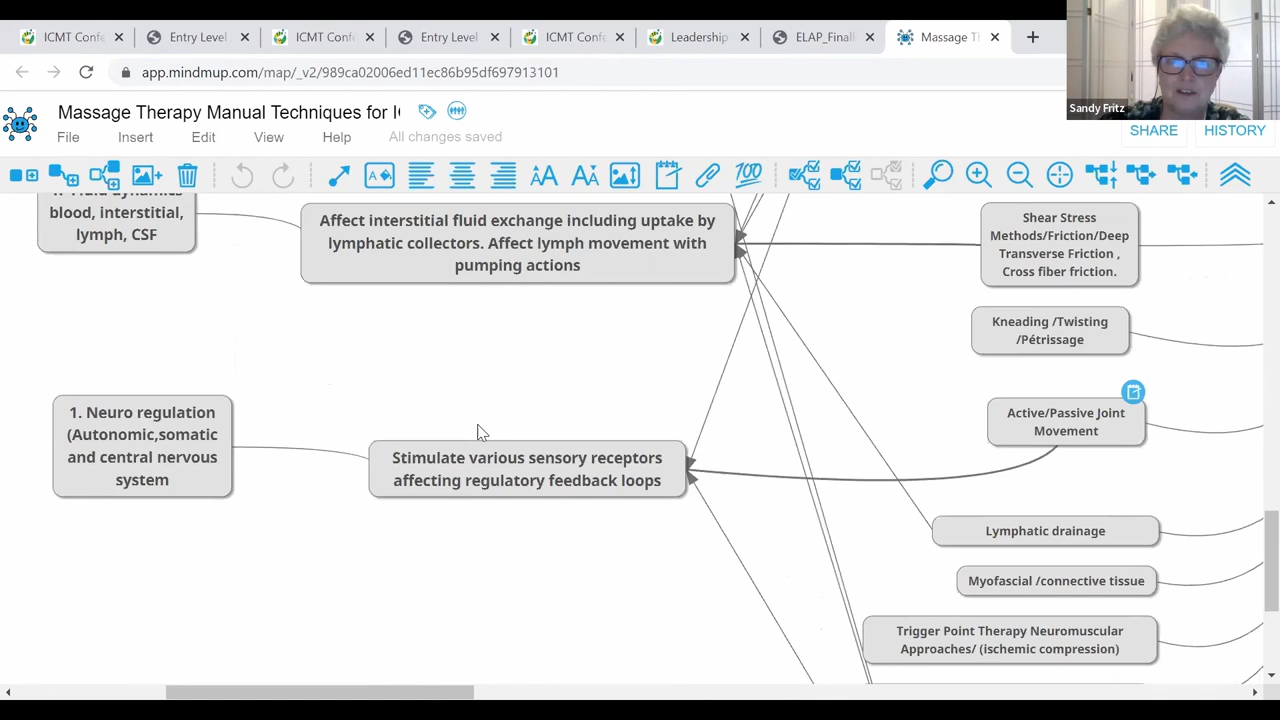 ICMT Confe
Entry Level
ICMT Conf
Entry Level
ICMT Confe
Leadership
ELAP_Finall
Massage Th
app.mindmup.com/map/_v2/989ca02006ed11ec86b95df697913101
Sandy Fritz
Massage Therapy Manual Techniques for I
File Insert Edit View Help All changes saved
SHARE HISTORY
100
blood, interstitial,
lymph, CSF
Affect interstitial fluid exchange including uptake by
lymphatic collectors. Affect lymph movement with
pumping actions
Shear Stress
Methods/Friction/Deep
Transverse Friction ,
Cross fiber friction.
Kneading /Twisting
/Pétrissage
1. Neuro regulation
(Autonomic,somatic
and central nervous
system
Stimulate various sensory receptors
affecting regulatory feedback loops
Active/Passive Joint
Movement
Lymphatic drainage
Myofascial /connective tissue
Trigger Point Therapy Neuromuscular
Approaches/ (ischemic compression)